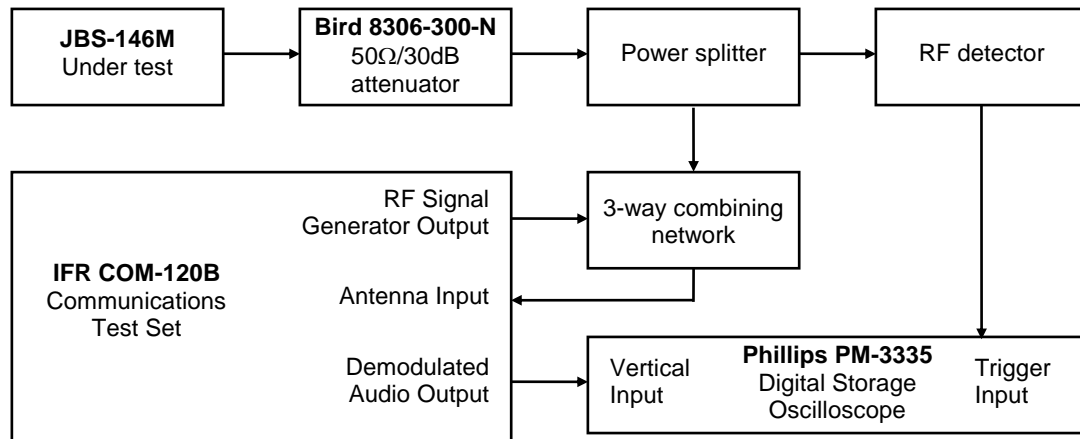 JBS-146M
Under test
Bird 8306-300-N
50Ω/30dB
attenuator
Power splitter
RF detector
RF Signal
Generator Output
3-way combining
network
IFR COM-120B
Communications
Test Set
Antenna Input
Demodulated
Audio Output
Vertical
Input
Phillips PM-3335
Digital Storage
Oscilloscope
Trigger
Input